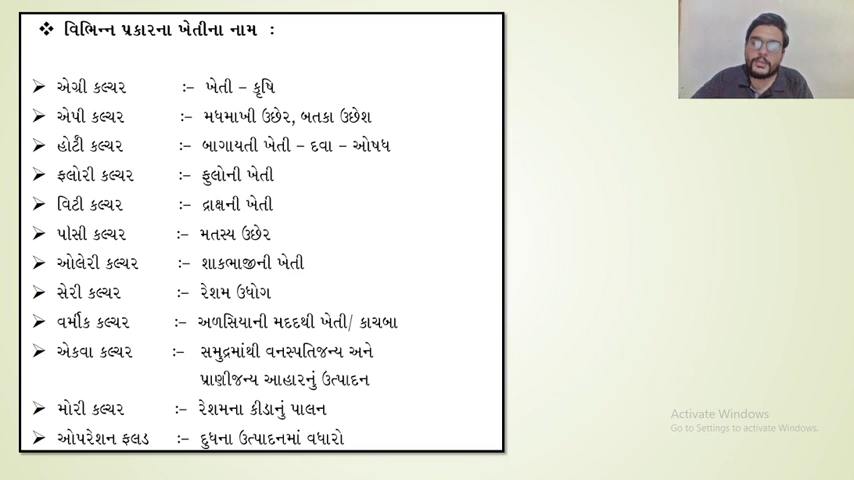 ❖ વિભિન્ન પ્રકારના ખેતીના નામ :
➤ એગ્રી કલ્ચર :- ખેતી – કૃષિ
➤ એપી કલ્ચર :- મધમાખી ઉછેર, બતકા ઉછેશ
➤ હોર્ટી કલ્ચર :- બાગાયતી ખેતી – દવા – ઓષધ
➤ ફલોરી કલ્ચર :- ફુલોની ખેતી
➤ વિટી કલ્ચર :- દ્રાક્ષની ખેતી
➤ પીસી કલ્ચર :- મતસ્ય ઉછેર
➤ ઓલેરી કલ્ચર :- શાકભાજીની ખેતી
➤ સેરી કલ્ચર :- રેશમ ઉધોગ
➤ વર્મીક કલ્ચર :- અળસિયાની મદદથી ખેતી/ કાચબા
➤ એકવા કલ્ચર :- સમુદ્રમાંથી વનસ્પતિજન્ય અને
પ્રાણીજન્ય આહારનું ઉત્પાદન
➤ મોરી કલ્ચર :- રેશમના કીડાનું પાલન
➤ ઓપરેશન ફલડ :- દુધના ઉત્પાદનમાં વધારો
Activate Windows
Go to Settings to activate Windows.